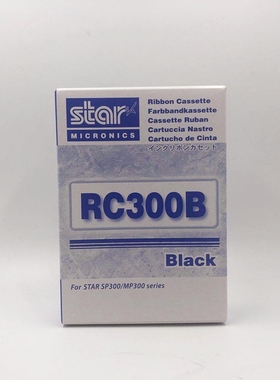 star
MICRONICS
Ribbon Cassette
Farbbandkassette
Cassette Ruban
Cartuccia Nastro
Cartucho de Cinta
インクリボンカセット
RC300B
Black
For STAR SP300/MP300 series